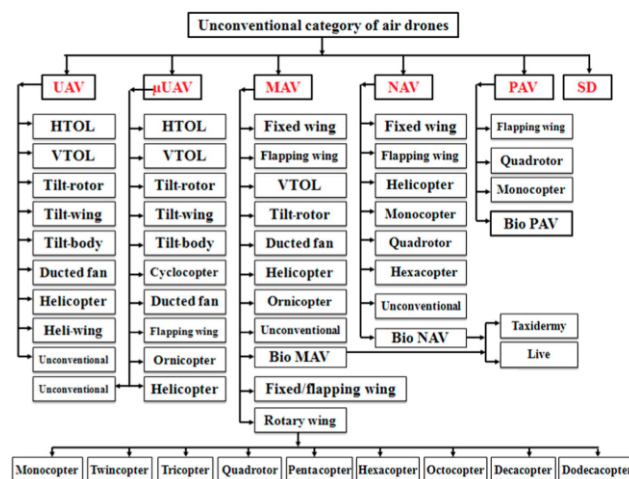 Unconventional category of air drones
UAV
µUAV
MAV
NAV
PAV
SD
HTOL
VTOL
Tilt-rotor
Tilt-wing
Tilt-body
Ducted fan
Helicopter
Heli-wing
Unconventional
HTOL
VTOL
Tilt-rotor
Tilt-wing
Tilt-body
Cyclocopter
Ducted fan
Flapping wing
Ornicopter
Helicopter
Unconventional
Fixed wing
Flapping wing
VTOL
Tilt-rotor
Ducted fan
Helicopter
Ornicopter
Unconventional
Bio MAV
Fixed/flapping wing
Rotary wing
Fixed wing
Flapping wing
Helicopter
Monocopter
Quadrotor
Hexacopter
Unconventional
Bio NAV
Taxidermy
Live
Flapping wing
Quadrotor
Monocopter
Bio PAV
Monocopter
Twincopter
Tricopter
Quadrotor
Pentacopter
Hexacopter
Octocopter
Decacopter
Dodecacopter